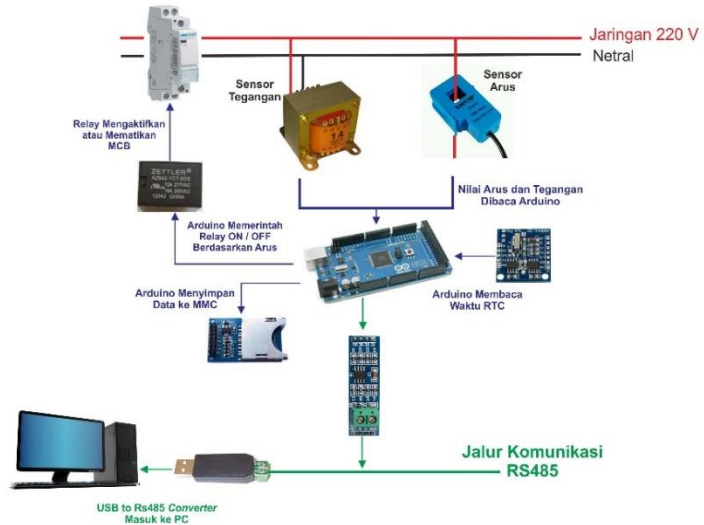 Jaringan 220 V
Netral
Sensor
Tegangan
Sensor
Arus
Relay Mengaktifkan
atau Mematikan
MCB
1A
ZETTLER
Nilai Arus dan Tegangan
Dibaca Arduino
Arduino Memerintah
Relay ON / OFF
Berdasarkan Arus
Arduino Menyimpan
Data ke MMC
Arduino Membaca
Waktu RTC
Jalur Komunikasi
RS485
USB to Rs485 Converter
Masuk ke PC